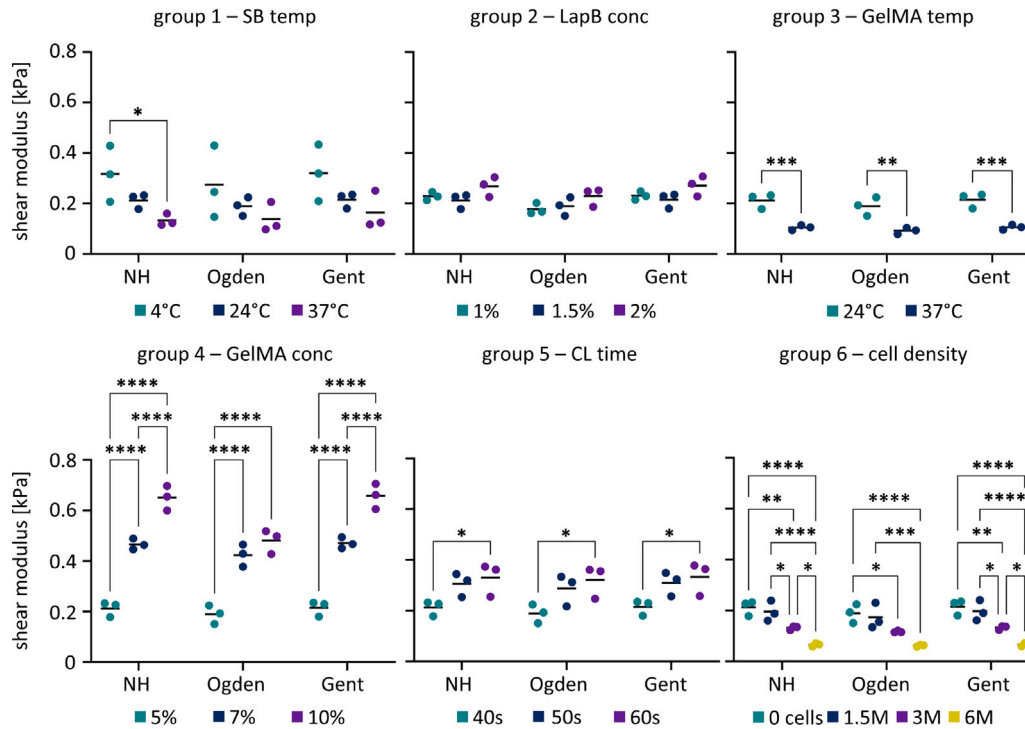 group 1 – SB temp
group 2 – LapB conc
group 3 – GelMA temp
shear modulus [kPa]
0.8
0.6
0.4
0.2
0
*
*** ** ***
NH Ogden Gent
NH Ogden Gent
NH Ogden Gent
4°C 24°C 37°C
1% 1.5% 2%
24°C 37°C
group 4 – GelMA conc
group 5 – CL time
group 6 – cell density
shear modulus [kPa]
0.8
0.6
0.4
0.2
0
**** **** ****
**** **** ****
**** ****
* * *
**** **** ****
** *** ****
**** * **
* * * *
NH Ogden Gent
NH Ogden Gent
NH Ogden Gent
5% 7% 10%
40s 50s 60s
0 cells 1.5M 3M 6M